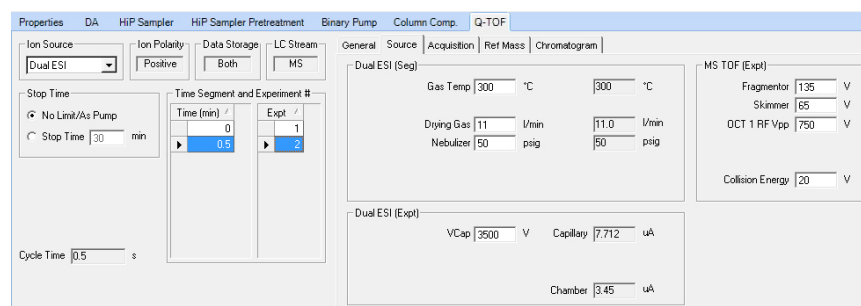 Properties DA HiP Sampler HiP Sampler Pretreatment Binary Pump Column Comp. Q-TOF
Ion Source Ion Polarity Data Storage LC Stream
Dual ESI Positive Both MS
Stop Time
No Limit/As Pump
Stop Time 30 min
Time Segment and Experiment #
Time (min) / Expt /
0 1
0.5 2
Cycle Time 0.5 s
General Source Acquisition Ref Mass Chromatogram
Dual ESI (Seg)
Gas Temp 300 °C 300 °C
Drying Gas 11 l/min 11.0 l/min
Nebulizer 50 psig 50 psig
Dual ESI (Expt)
VCap 3500 V Capillary 7.712 uA
Chamber 3.45 uA
MS TOF (Expt)
Fragmentor 135 V
Skimmer 65 V
OCT 1 RF Vpp 750 V
Collision Energy 20 V